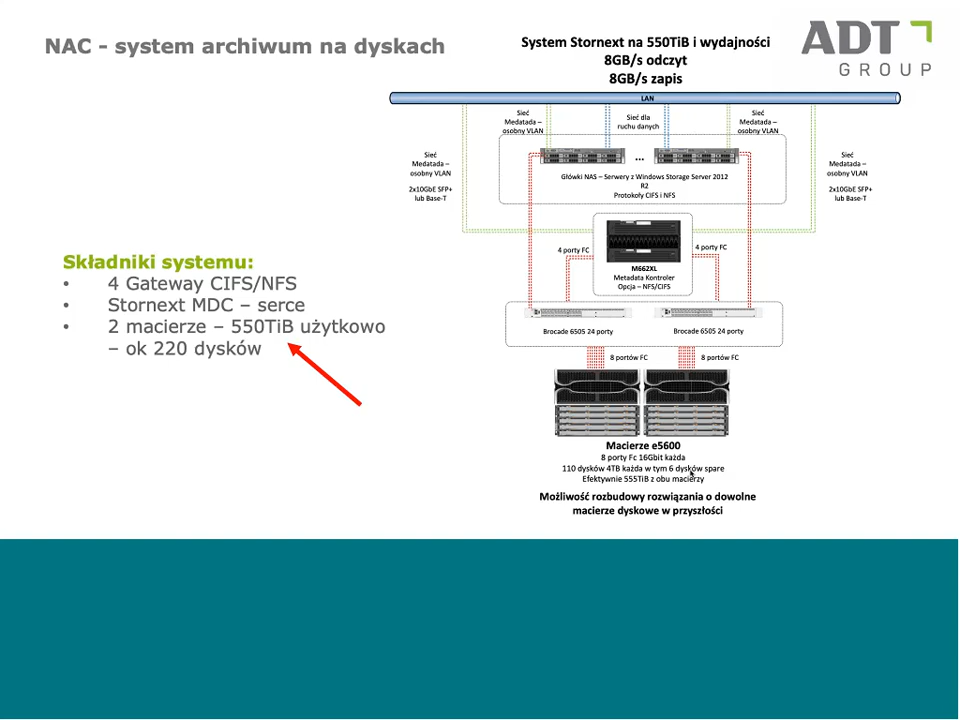 NAC - system archiwum na dyskach
System Stornext na 550TiB i wydajności
8GB/s odczyt
8GB/s zapis
ADT
GROUP
LAN
Sieć
Medatada –
osobny VLAN
Sieć dla
ruchu danych
Sieć
Medatada –
osobny VLAN
Sieć
Medatada –
osobny VLAN
2x10GbE SFP+
lub Base-T
...
Główki NAS – Serwery z Windows Storage Server 2012
R2
Protokoły CIFS i NFS
Sieć
Medatada –
osobny VLAN
2x10GbE SFP+
lub Base-T
4 porty FC
4 porty FC
M662XL
Metadata Kontroler
Opcja – NFS/CIFS
Składniki systemu:
• 4 Gateway CIFS/NFS
• Stornext MDC – serce
• 2 macierze – 550TiB użytkowo
– ok 220 dysków
Brocade 6505 24 porty
Brocade 6505 24 porty
8 portów FC
8 portów FC
Macierze e5600
8 porty Fc 16Gbit każda
110 dysków 4TB każda w tym 6 dysków spare
Efektywnie 555TiB z obu macierzy
Możliwość rozbudowy rozwiązania o dowolne
macierze dyskowe w przyszłości